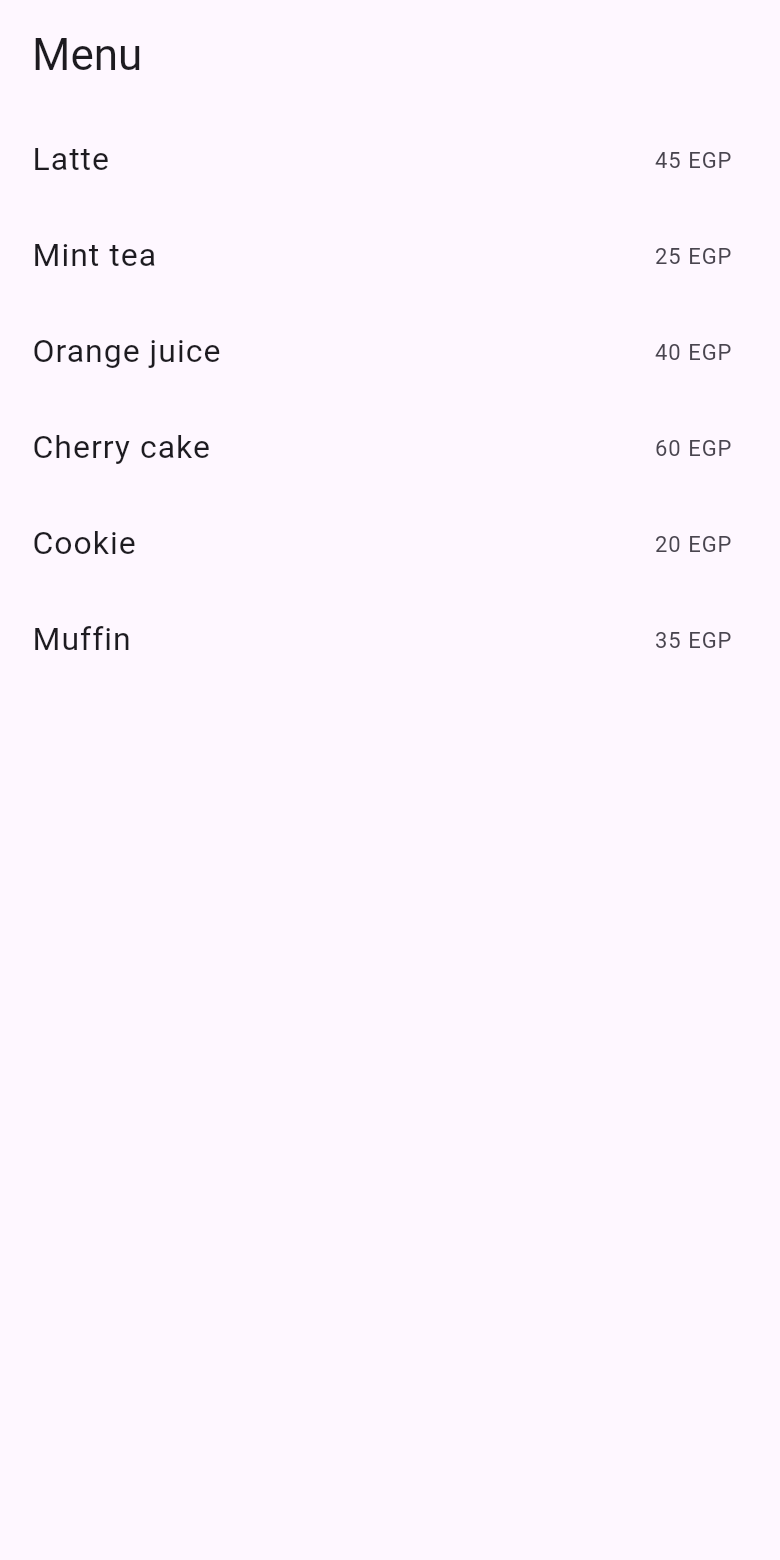 Menu
Latte 45 EGP
Mint tea 25 EGP
Orange juice 40 EGP
Cherry cake 60 EGP
Cookie 20 EGP
Muffin 35 EGP